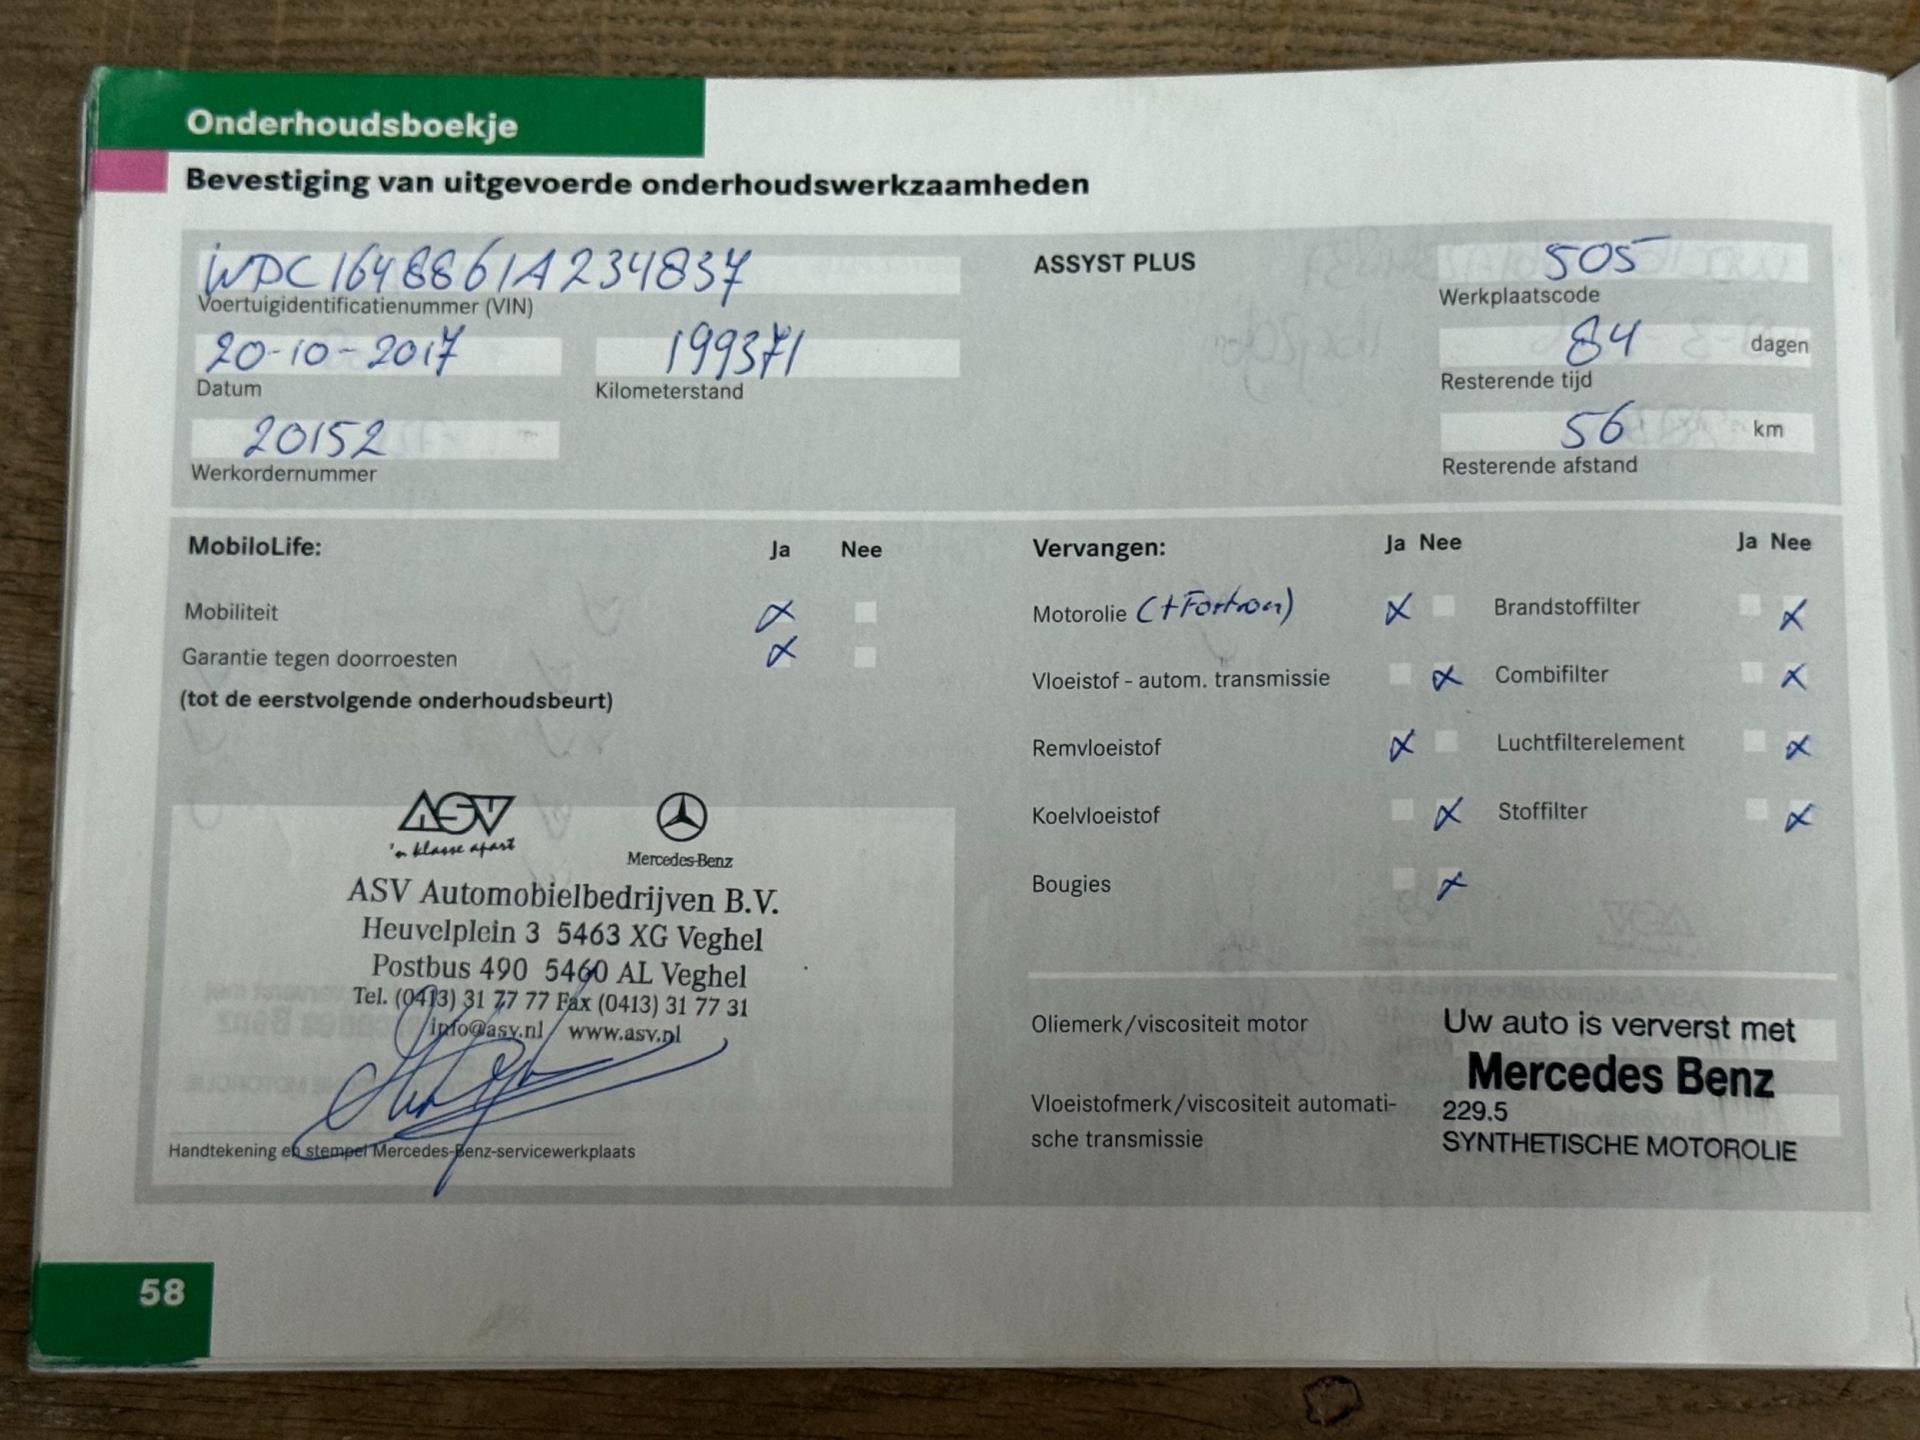 Onderhoudsboekje
Bevestiging van uitgevoerde onderhoudswerkzaamheden
WDC1648861A234837
Voertuigidentificatienummer (VIN)
20-10-2017
Datum
199371
Kilometerstand
20152
Werkordernummer
ASSYST PLUS
505
Werkplaatscode
84 dagen
Resterende tijd
56 km
Resterende afstand
MobiloLife: Ja Nee
Mobiliteit
Garantie tegen doorroesten
(tot de eerstvolgende onderhoudsbeurt)
ASV
'n klasse apart
Mercedes-Benz
ASV Automobielbedrijven B.V.
Heuvelplein 3 5463 XG Veghel
Postbus 490 5460 AL Veghel
Tel. (0413) 31 77 77 Fax (0413) 31 77 31
info@asv.nl www.asv.nl
Handtekening en stempel Mercedes-Benz-servicewerkplaats
Vervangen: Ja Nee Ja Nee
Motorolie (+Fortron) Brandstoffilter
Vloeistof - autom. transmissie Combifilter
Remvloeistof Luchtfilterelement
Koelvloeistof Stoffilter
Bougies
Oliemerk/viscositeit motor
Vloeistofmerk/viscositeit automati-
sche transmissie
Uw auto is ververst met
Mercedes Benz
229.5
SYNTHETISCHE MOTOROLIE
58